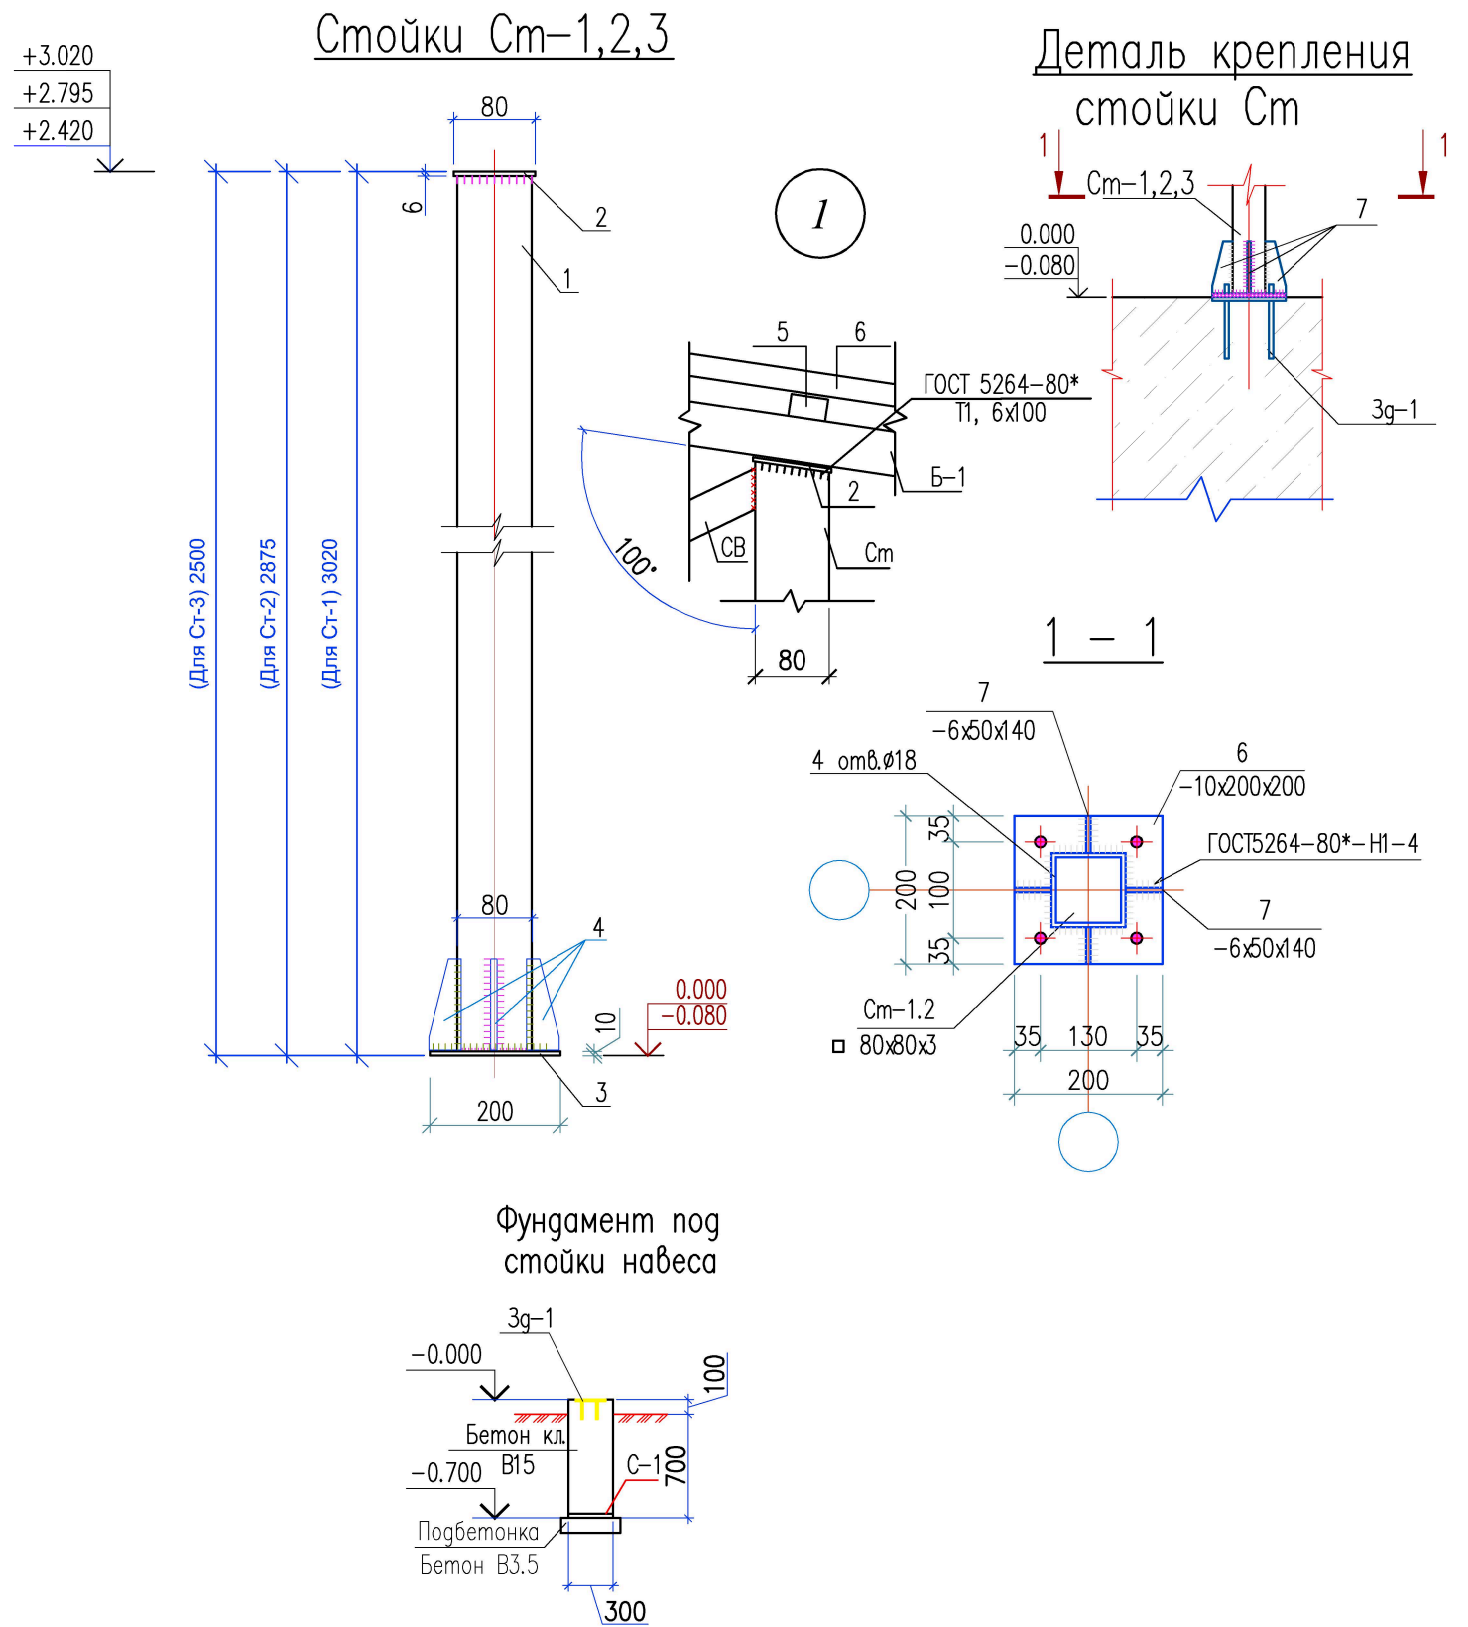 Стойки Ст-1,2,3
+3.020
+2.795
+2.420
80
6
2
1
(Для Ст-3) 2500
(Для Ст-2) 2875
(Для Ст-1) 3020
80
4
0.000
-0.080
10
3
200
1
5
6
ГОСТ 5264-80*
Т1, 6х100
Б-1
2
СВ
Ст
100°
80
Деталь крепления
стойки Ст
1
1
Ст-1,2,3
7
0.000
-0.080
Зд-1
1 - 1
7
-6х50х140
4 отв.ø18
6
-10х200х200
35
200
100
35
ГОСТ5264-80*-Н1-4
7
-6х50х140
Ст-1.2
80х80х3
35
130
35
200
Фундамент под
стойки навеса
Зд-1
-0.000
100
Бетон кл.
В15
С-1
700
-0.700
Подбетонка
Бетон В3.5
300